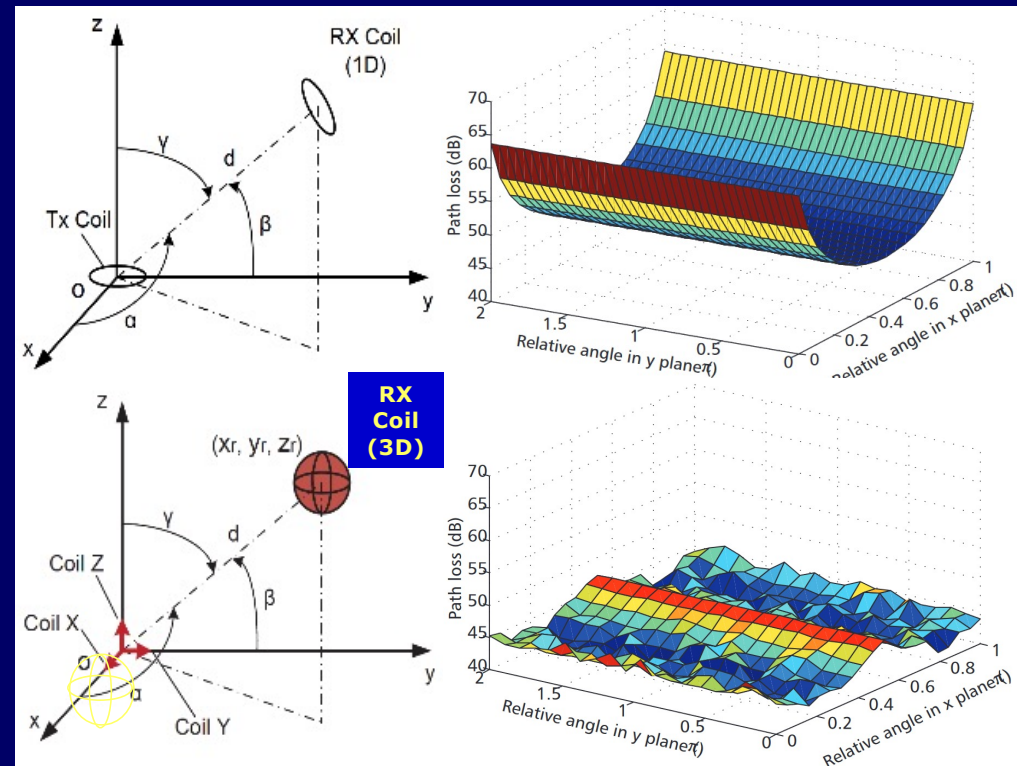 z
RX Coil
(1D)
γ
d
Tx Coil
β
O
y
α
x
70
65
60
55
50
45
40
Path loss (dB)
2
1.5
1
0.5
0
Relative angle in y planeπ()
0
0.2
0.4
0.6
0.8
1
Relative angle in x planeπ()
z
RX
Coil
(3D)
(xr, yr, zr)
γ
d
Coil Z
β
Coil X
O
y
α
x
Coil Y
70
65
60
55
50
45
40
Path loss (dB)
2
1.5
1
0.5
0
Relative angle in y planeπ()
0
0.2
0.4
0.6
0.8
1
Relative angle in x planeπ()